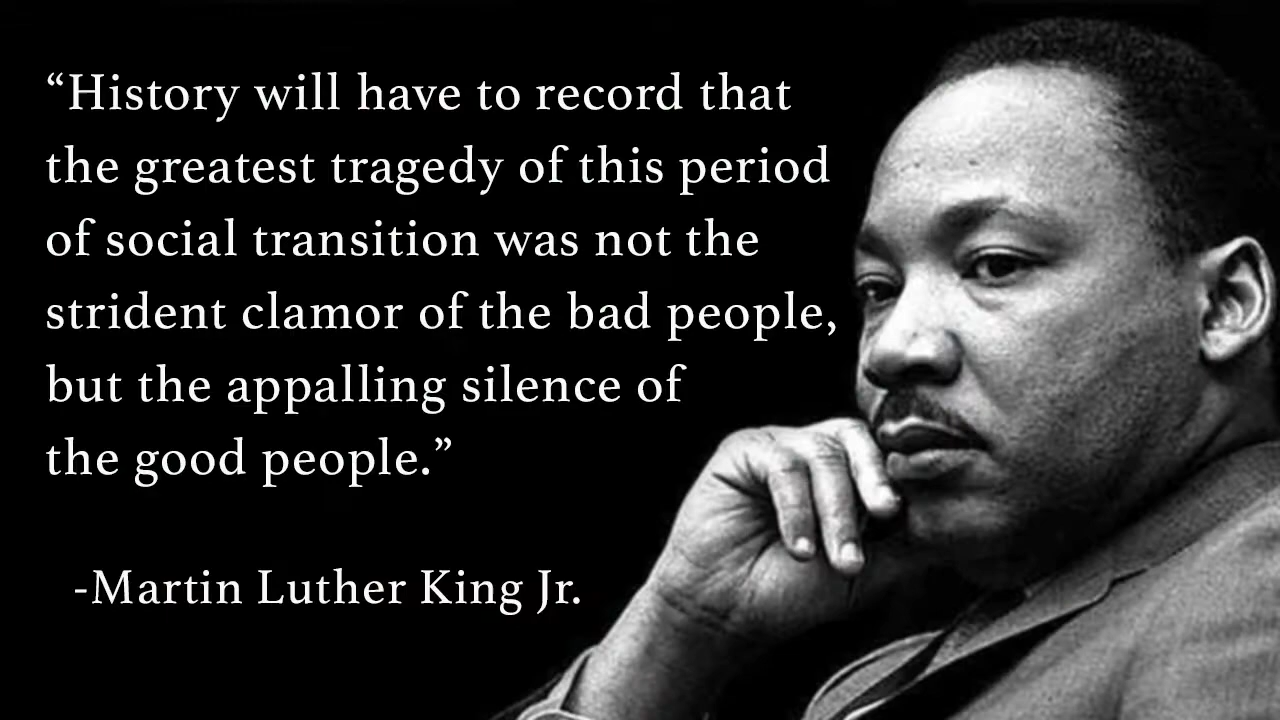 “History will have to record that
the greatest tragedy of this period
of social transition was not the
strident clamor of the bad people,
but the appalling silence of
the good people.”
-Martin Luther King Jr.